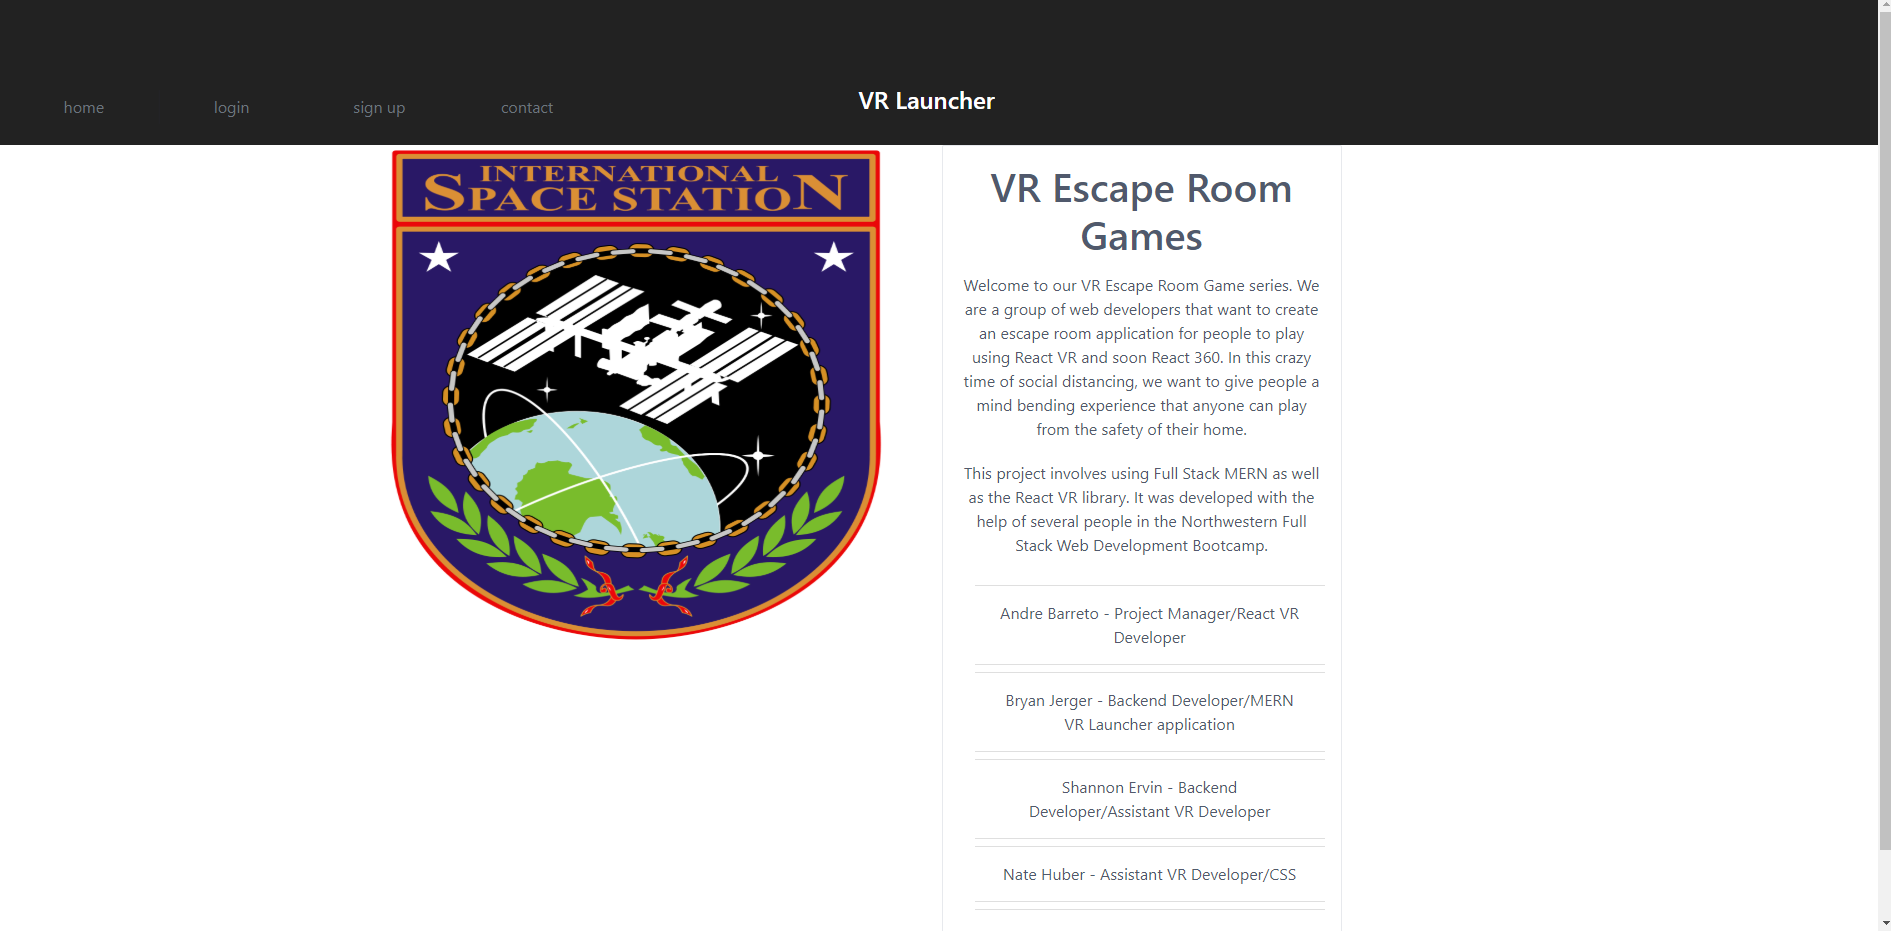 home login sign up contact VR Launcher
INTERNATIONAL
SPACE STATION
VR Escape Room
Games
Welcome to our VR Escape Room Game series. We
are a group of web developers that want to create
an escape room application for people to play
using React VR and soon React 360. In this crazy
time of social distancing, we want to give people a
mind bending experience that anyone can play
from the safety of their home.
This project involves using Full Stack MERN as well
as the React VR library. It was developed with the
help of several people in the Northwestern Full
Stack Web Development Bootcamp.
Andre Barreto - Project Manager/React VR
Developer
Bryan Jerger - Backend Developer/MERN
VR Launcher application
Shannon Ervin - Backend
Developer/Assistant VR Developer
Nate Huber - Assistant VR Developer/CSS